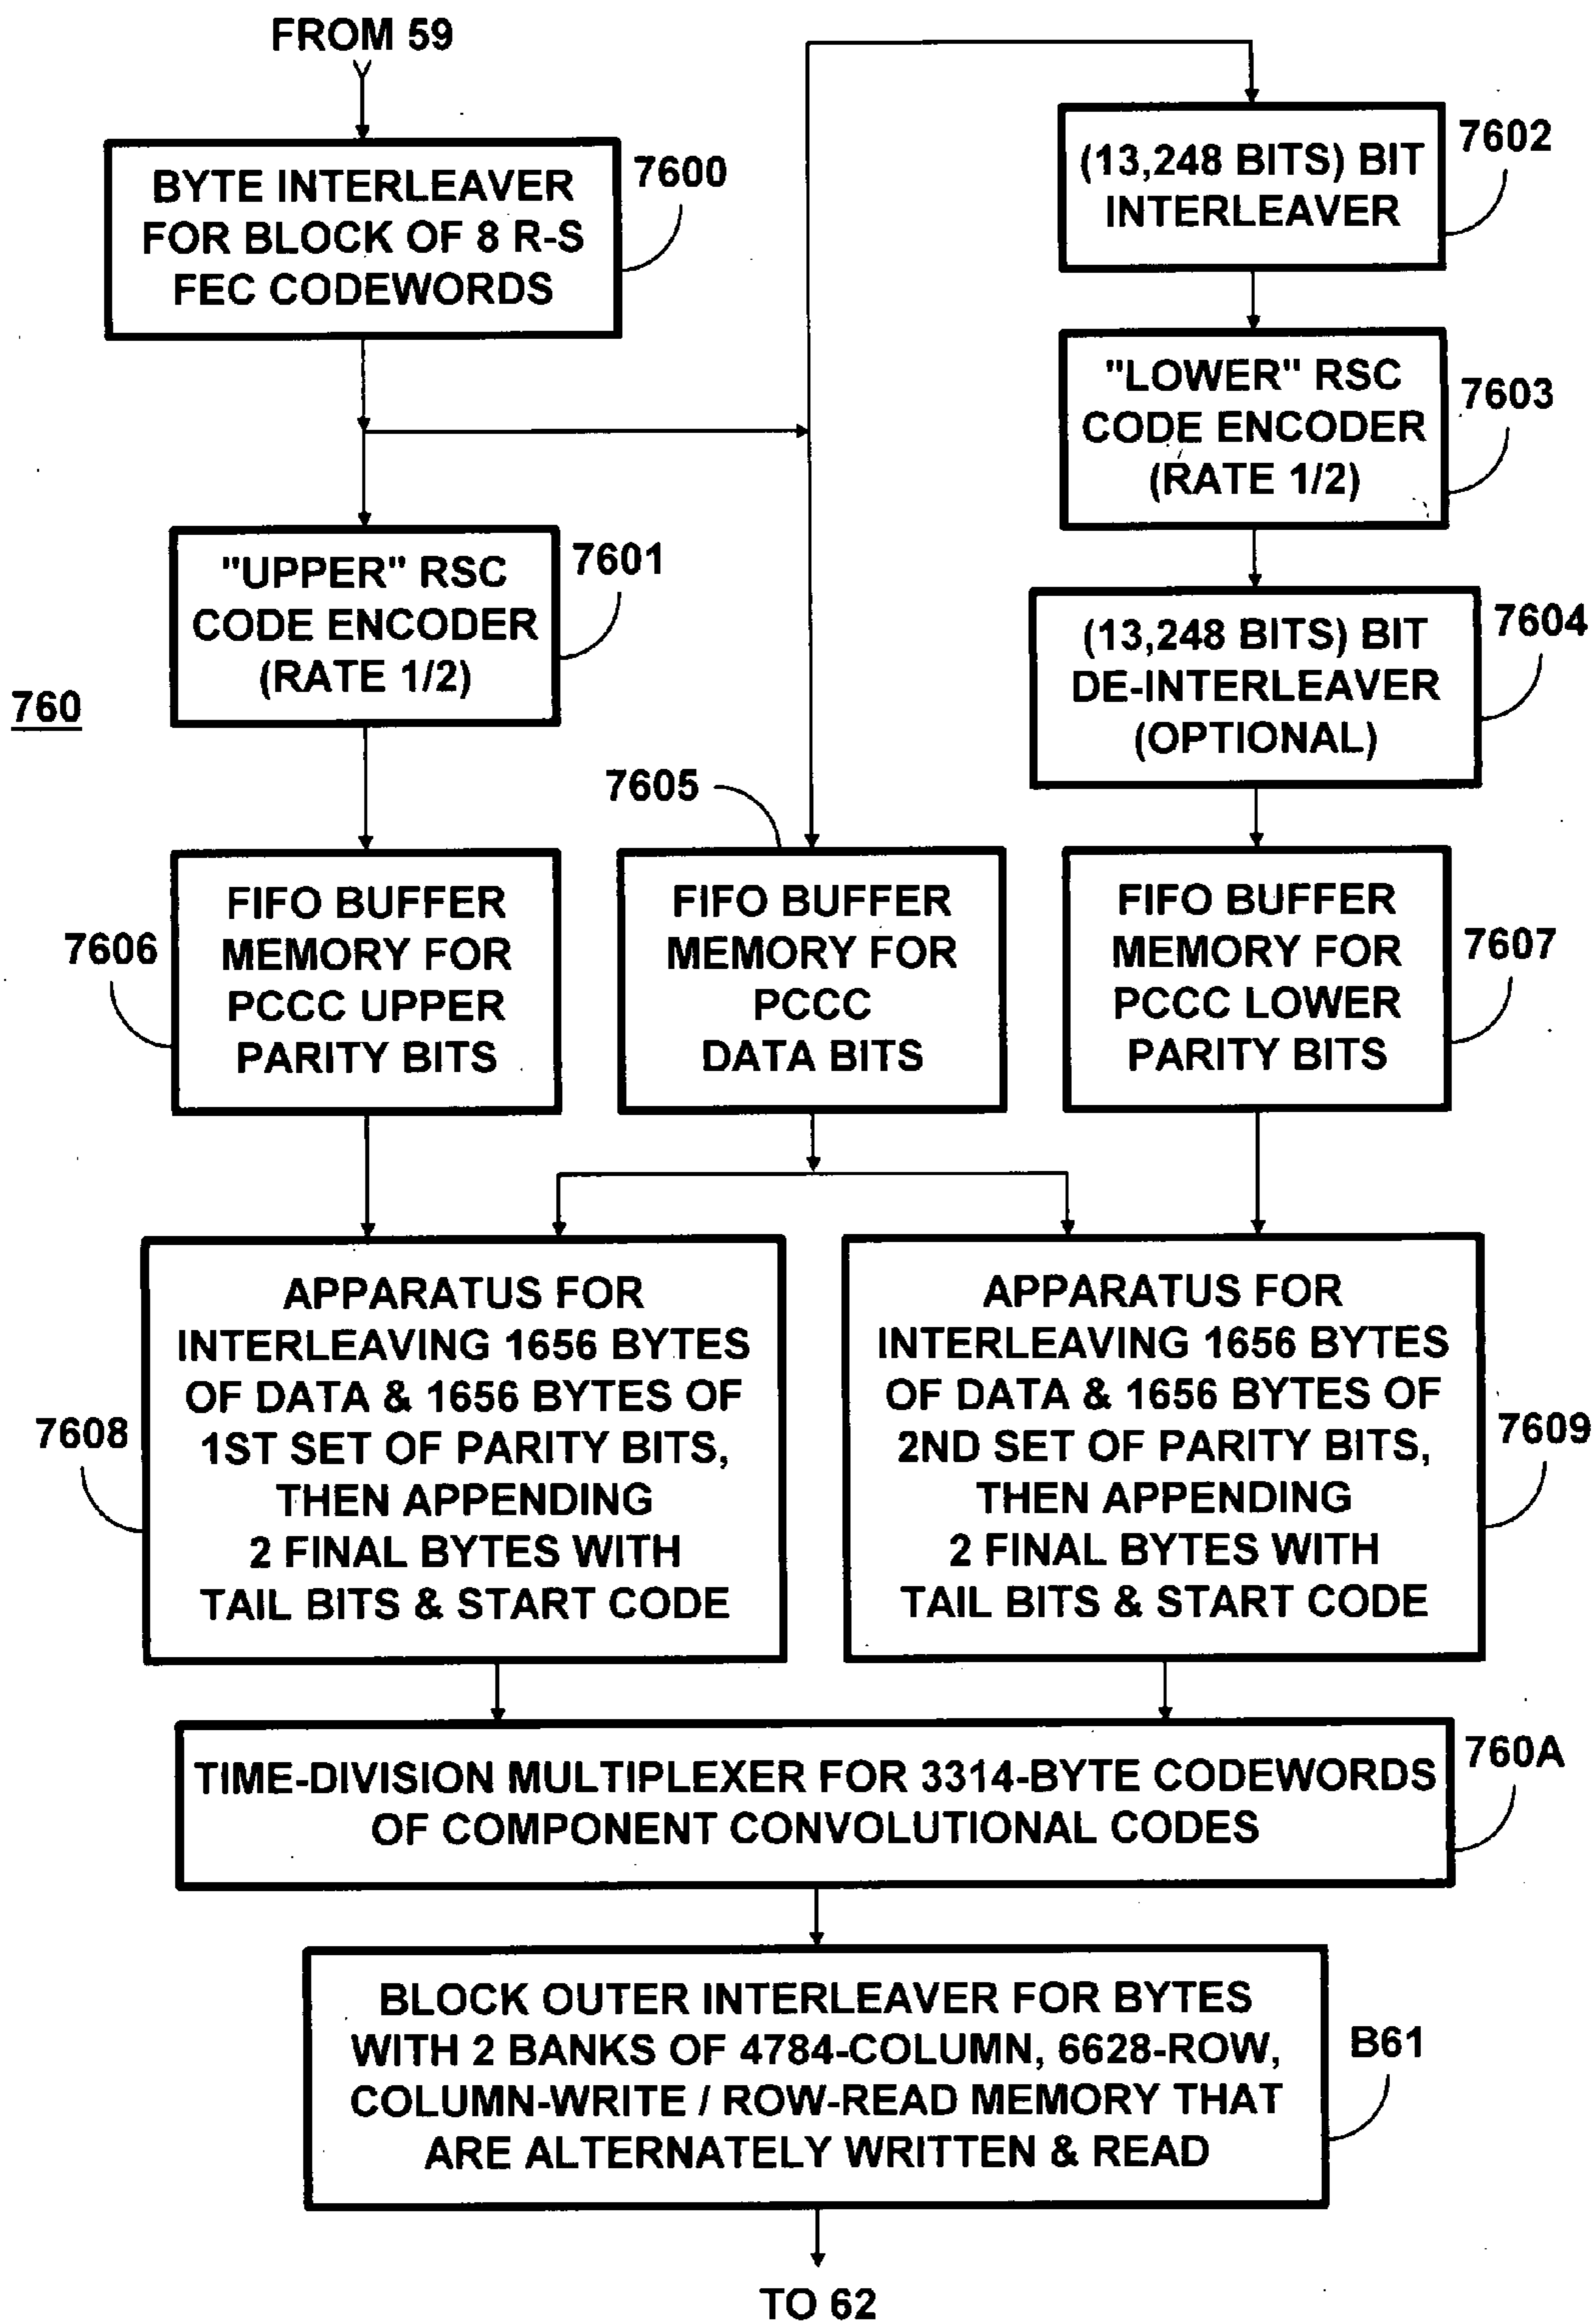 FROM 59
BYTE INTERLEAVER
FOR BLOCK OF 8 R-S
FEC CODEWORDS
7600
(13,248 BITS) BIT
INTERLEAVER
7602
"LOWER" RSC
CODE ENCODER
(RATE 1/2)
7603
"UPPER" RSC
CODE ENCODER
(RATE 1/2)
7601
(13,248 BITS) BIT
DE-INTERLEAVER
(OPTIONAL)
7604
760
7605
FIFO BUFFER
MEMORY FOR
PCCC UPPER
PARITY BITS
7606
FIFO BUFFER
MEMORY FOR
PCCC
DATA BITS
FIFO BUFFER
MEMORY FOR
PCCC LOWER
PARITY BITS
7607
APPARATUS FOR
INTERLEAVING 1656 BYTES
OF DATA & 1656 BYTES OF
1ST SET OF PARITY BITS,
THEN APPENDING
2 FINAL BYTES WITH
TAIL BITS & START CODE
7608
APPARATUS FOR
INTERLEAVING 1656 BYTES
OF DATA & 1656 BYTES OF
2ND SET OF PARITY BITS,
THEN APPENDING
2 FINAL BYTES WITH
TAIL BITS & START CODE
7609
TIME-DIVISION MULTIPLEXER FOR 3314-BYTE CODEWORDS
OF COMPONENT CONVOLUTIONAL CODES
760A
BLOCK OUTER INTERLEAVER FOR BYTES
WITH 2 BANKS OF 4784-COLUMN, 6628-ROW,
COLUMN-WRITE / ROW-READ MEMORY THAT
ARE ALTERNATELY WRITTEN & READ
B61
TO 62